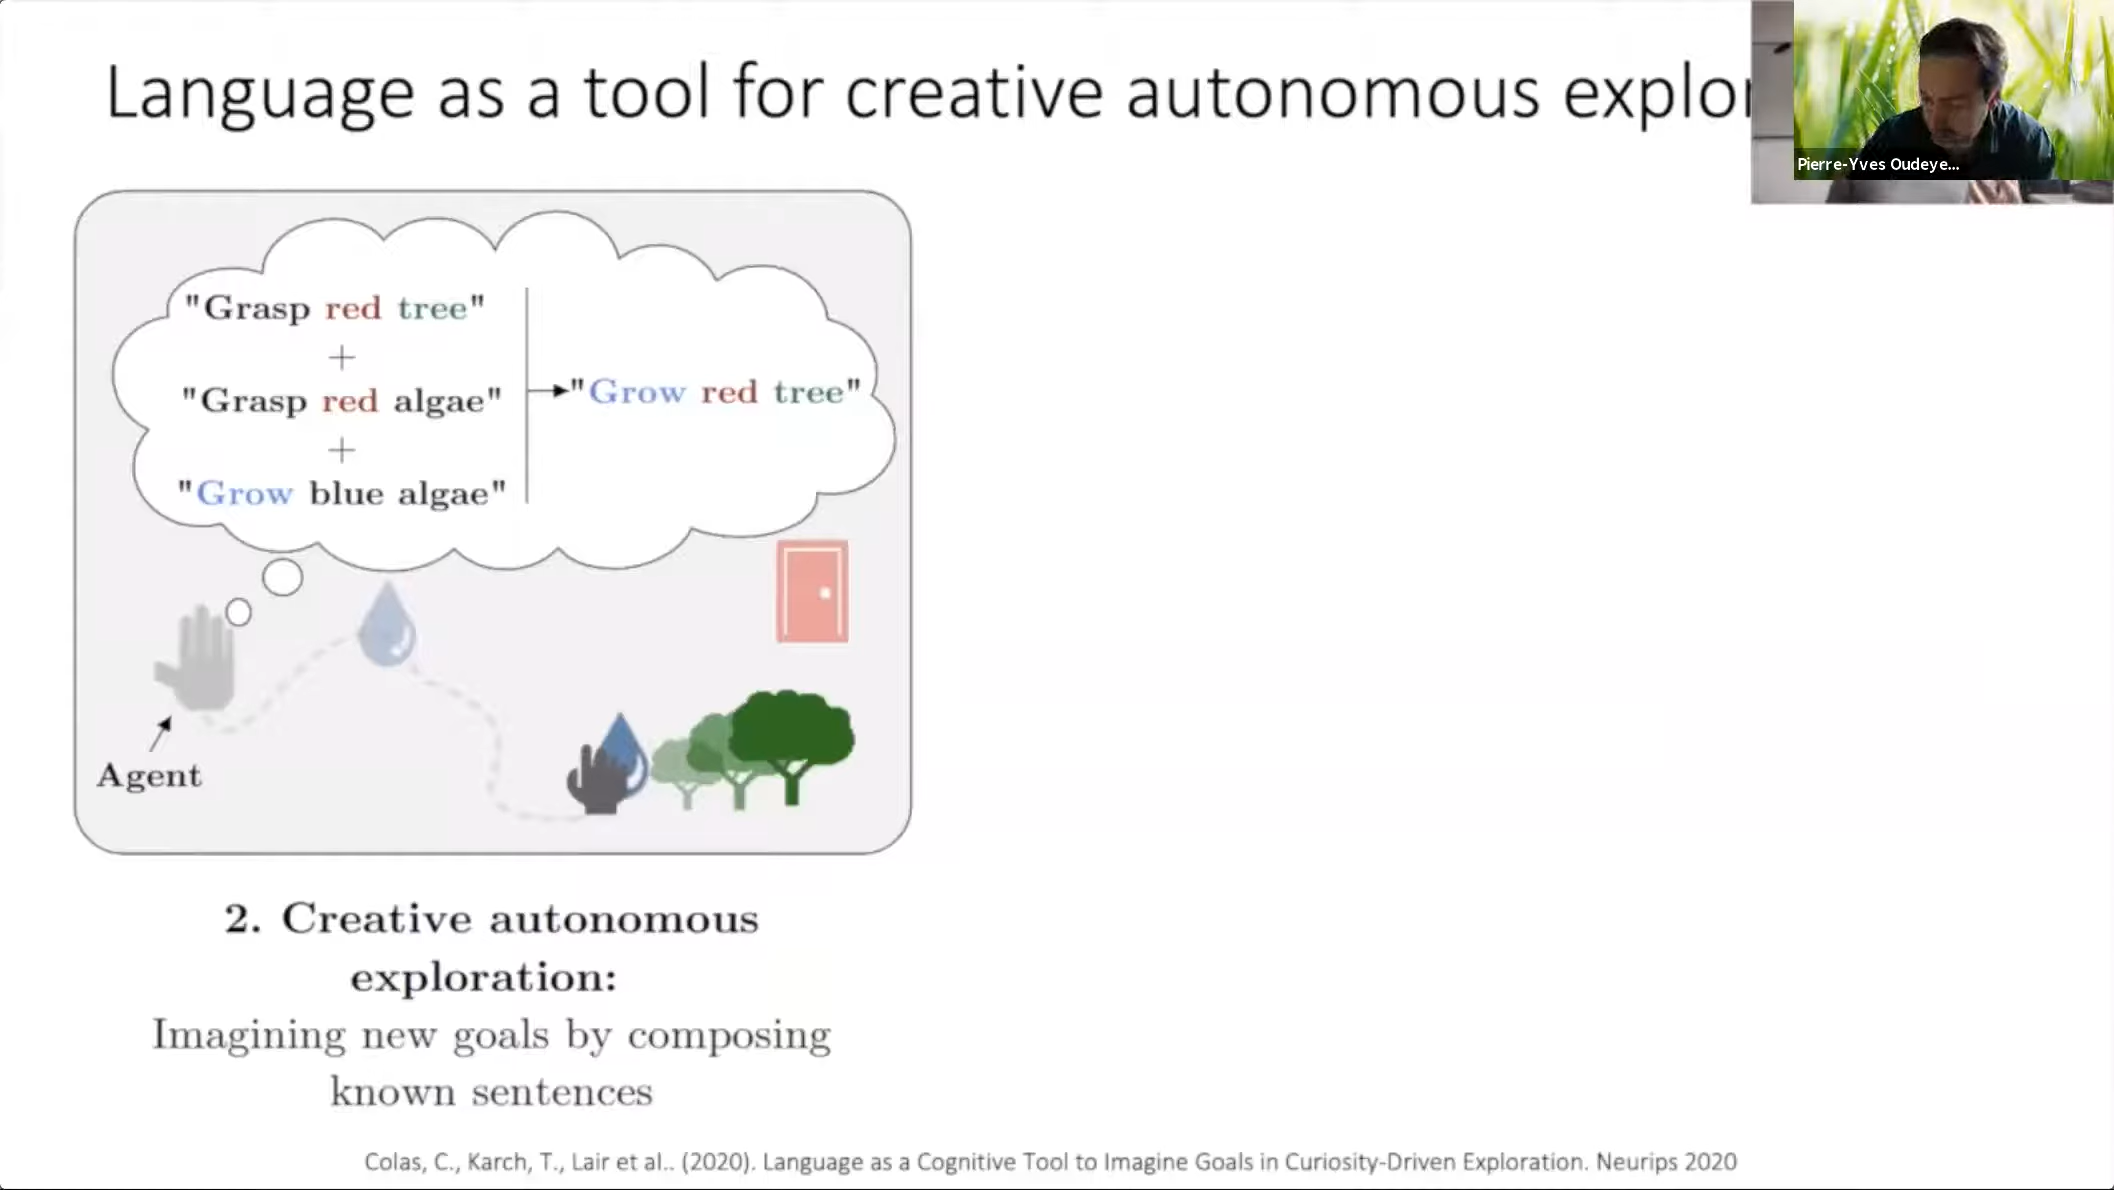 Language as a tool for creative autonomous explor
Pierre-Yves Oudeye...
"Grasp red tree"
+
"Grasp red algae"
+
"Grow blue algae"
"Grow red tree"
Agent
2. Creative autonomous
exploration:
Imagining new goals by composing
known sentences
Colas, C., Karch, T., Lair et al.. (2020). Language as a Cognitive Tool to Imagine Goals in Curiosity-Driven Exploration. Neurips 2020